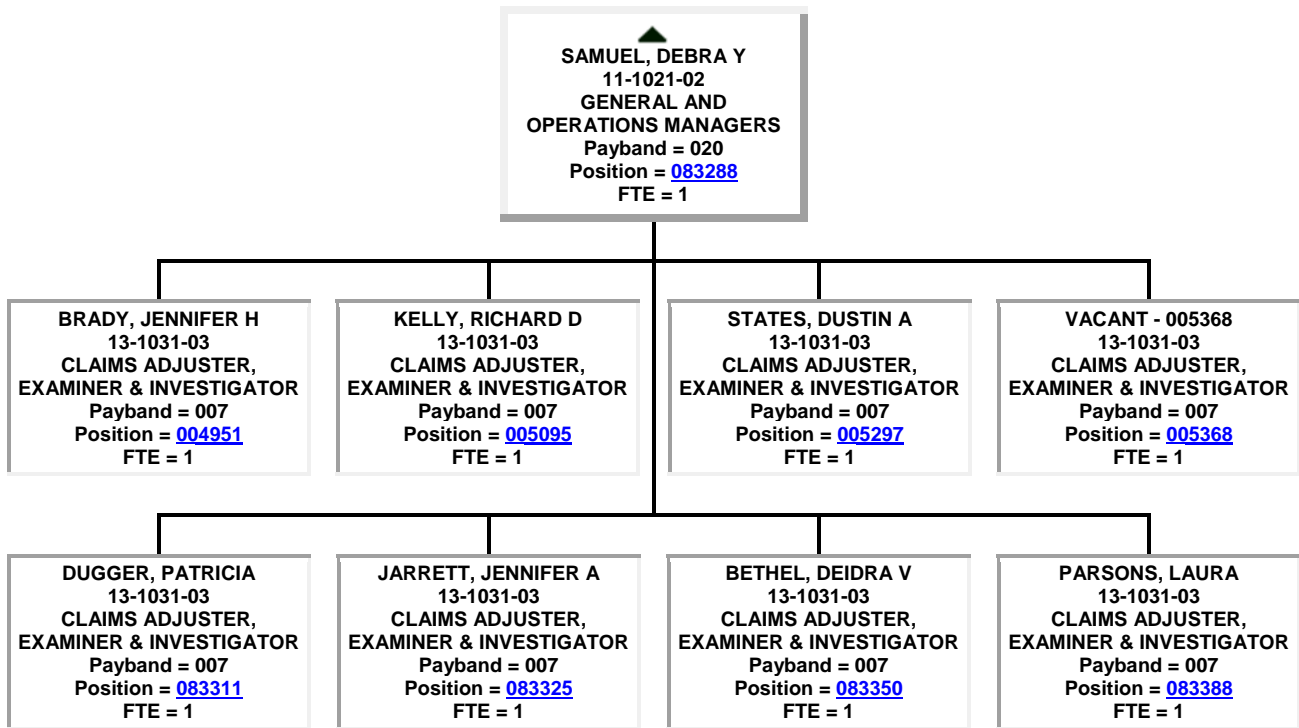 SAMUEL, DEBRA Y
11-1021-02
GENERAL AND
OPERATIONS MANAGERS
Payband = 020
Position = 083288
FTE = 1
BRADY, JENNIFER H
13-1031-03
CLAIMS ADJUSTER,
EXAMINER & INVESTIGATOR
Payband = 007
Position = 004951
FTE = 1
KELLY, RICHARD D
13-1031-03
CLAIMS ADJUSTER,
EXAMINER & INVESTIGATOR
Payband = 007
Position = 005095
FTE = 1
STATES, DUSTIN A
13-1031-03
CLAIMS ADJUSTER,
EXAMINER & INVESTIGATOR
Payband = 007
Position = 005297
FTE = 1
VACANT - 005368
13-1031-03
CLAIMS ADJUSTER,
EXAMINER & INVESTIGATOR
Payband = 007
Position = 005368
FTE = 1
DUGGER, PATRICIA
13-1031-03
CLAIMS ADJUSTER,
EXAMINER & INVESTIGATOR
Payband = 007
Position = 083311
FTE = 1
JARRETT, JENNIFER A
13-1031-03
CLAIMS ADJUSTER,
EXAMINER & INVESTIGATOR
Payband = 007
Position = 083325
FTE = 1
BETHEL, DEIDRA V
13-1031-03
CLAIMS ADJUSTER,
EXAMINER & INVESTIGATOR
Payband = 007
Position = 083350
FTE = 1
PARSONS, LAURA
13-1031-03
CLAIMS ADJUSTER,
EXAMINER & INVESTIGATOR
Payband = 007
Position = 083388
FTE = 1